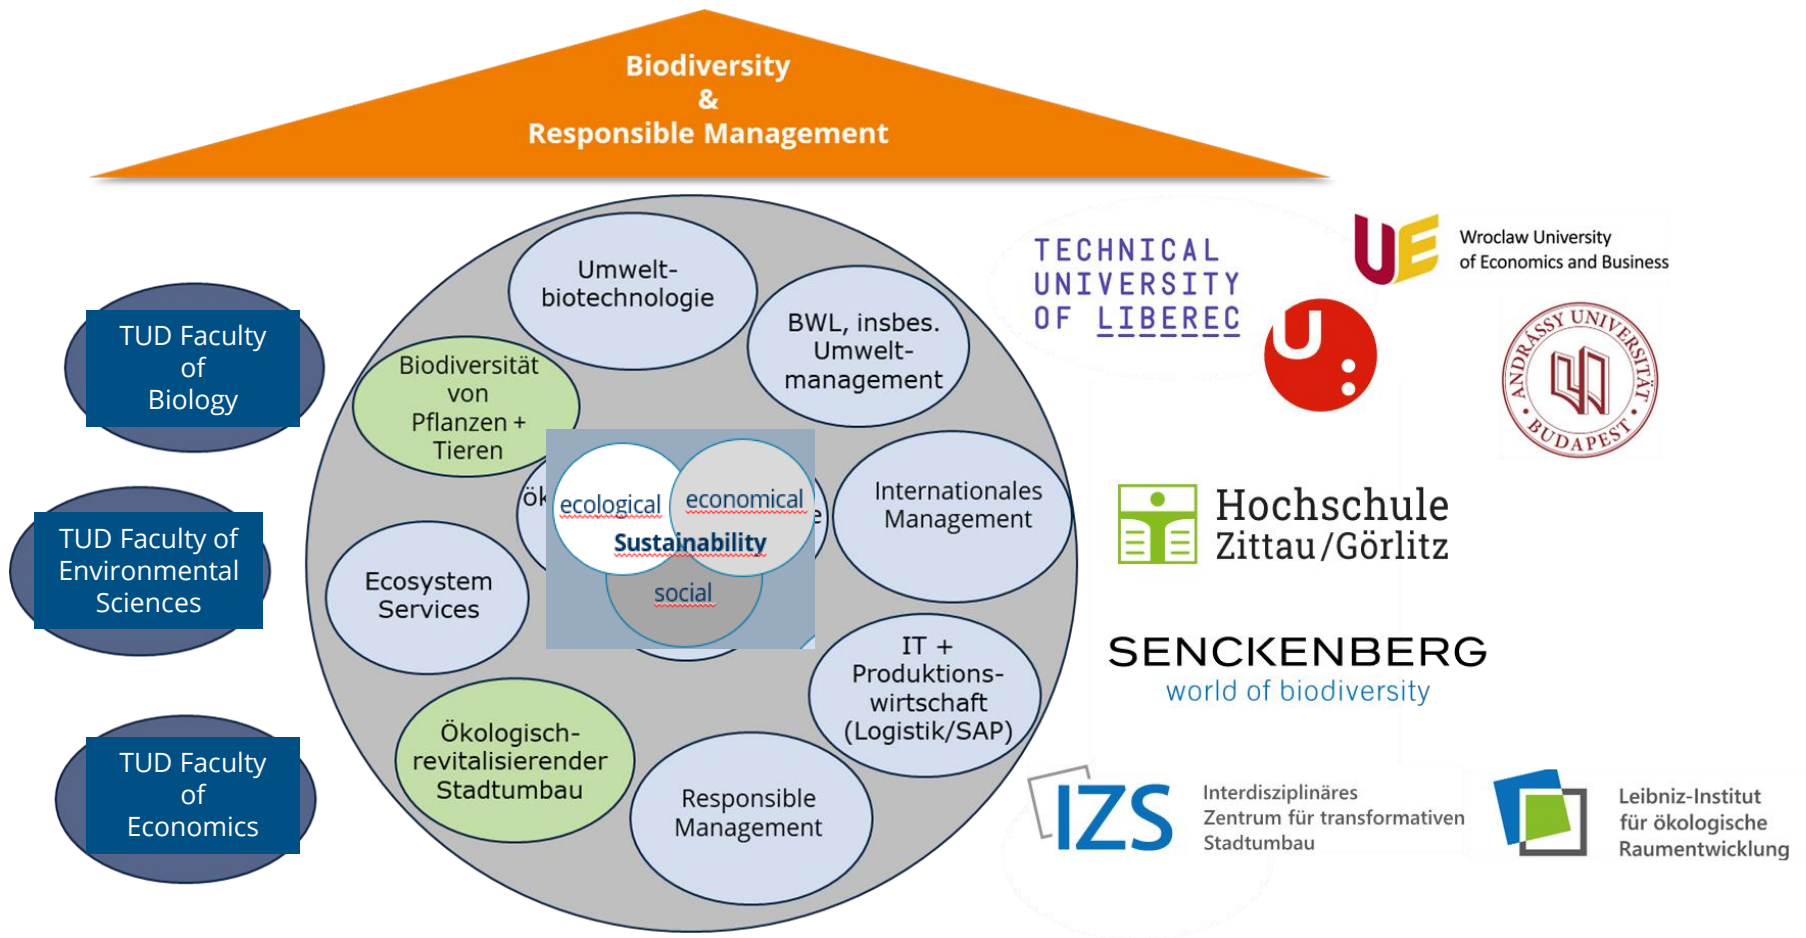 Biodiversity
&
Responsible Management
TUD Faculty
of
Biology
TUD Faculty of
Environmental
Sciences
TUD Faculty
of
Economics
Umwelt-
biotechnologie
BWL, insbes.
Umwelt-
management
Biodiversität
von
Pflanzen +
Tieren
Internationales
Management
ök
ecological
economical
e
Sustainability
social
Ecosystem
Services
IT +
Produktions-
wirtschaft
(Logistik/SAP)
Ökologisch-
revitalisierender
Stadtumbau
Responsible
Management
TECHNICAL
UNIVERSITY
OF LIBEREC
U:
UE
Wroclaw University
of Economics and Business
ANDRÁSSY UNIVERSITÄT
• BUDAPEST •
Hochschule
Zittau/Görlitz
SENCKENBERG
world of biodiversity
IZS
Interdisziplinäres
Zentrum für transformativen
Stadtumbau
Leibniz-Institut
für ökologische
Raumentwicklung